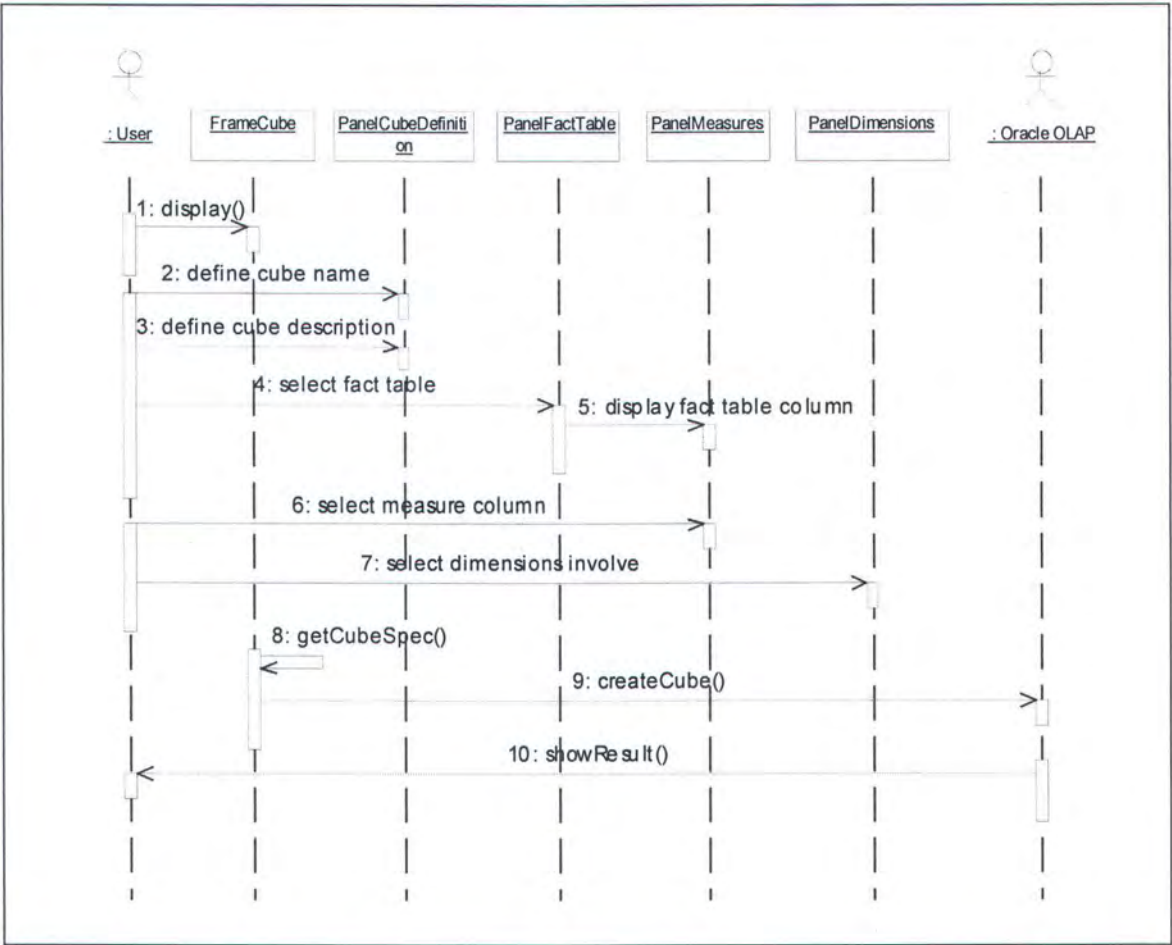 : User
FrameCube
PanelCubeDefiniti
on
PanelFactTable
PanelMeasures
PanelDimensions
: Oracle OLAP
1: display()
2: define cube name
3: define cube description
4: select fact table
5: display fact table column
6: select measure column
7: select dimensions involve
8: getCubeSpec()
9: createCube()
10: showResult()